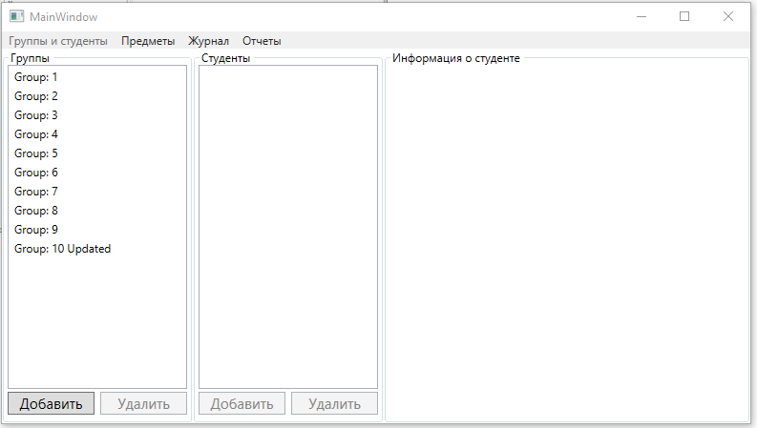 MainWindow
Группы и студенты Предметы Журнал Отчеты
Группы
Group: 1
Group: 2
Group: 3
Group: 4
Group: 5
Group: 6
Group: 7
Group: 8
Group: 9
Group: 10 Updated
Добавить Удалить
Студенты
Добавить Удалить
Информация о студенте